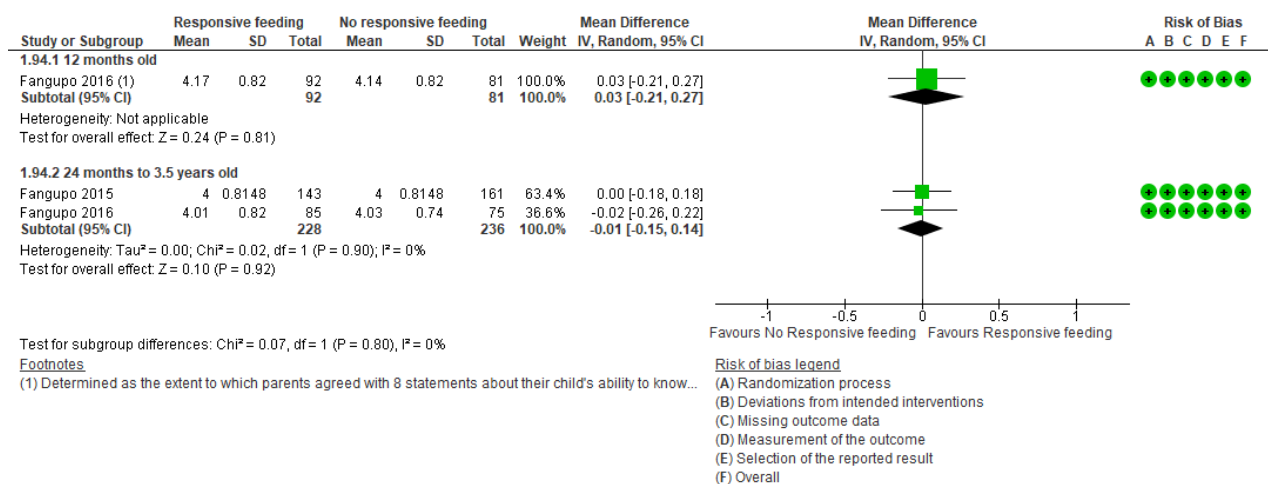 Responsive feeding No responsive feeding Mean Difference Mean Difference Risk of Bias
Study or Subgroup Mean SD Total Mean SD Total Weight IV, Random, 95% CI IV, Random, 95% CI A B C D E F
1.94.1 12 months old
Fangupo 2016 (1) 4.17 0.82 92 4.14 0.82 81 100.0% 0.03 [-0.21, 0.27] + + + + + +
Subtotal (95% CI) 92 81 100.0% 0.03 [-0.21, 0.27]
Heterogeneity: Not applicable
Test for overall effect: Z = 0.24 (P = 0.81)
1.94.2 24 months to 3.5 years old
Fangupo 2015 4 0.8148 143 4 0.8148 161 63.4% 0.00 [-0.18, 0.18] + + + + + +
Fangupo 2016 4.01 0.82 85 4.03 0.74 75 36.6% -0.02 [-0.26, 0.22] + + + + + +
Subtotal (95% CI) 228 236 100.0% -0.01 [-0.15, 0.14]
Heterogeneity: Tau² = 0.00; Chi² = 0.02, df = 1 (P = 0.90); I² = 0%
Test for overall effect: Z = 0.10 (P = 0.92)
-1 -0.5 0 0.5 1
Favours No Responsive feeding Favours Responsive feeding
Test for subgroup differences: Chi² = 0.07, df = 1 (P = 0.80), I² = 0%
Footnotes
(1) Determined as the extent to which parents agreed with 8 statements about their child's ability to know...
Risk of bias legend
(A) Randomization process
(B) Deviations from intended interventions
(C) Missing outcome data
(D) Measurement of the outcome
(E) Selection of the reported result
(F) Overall